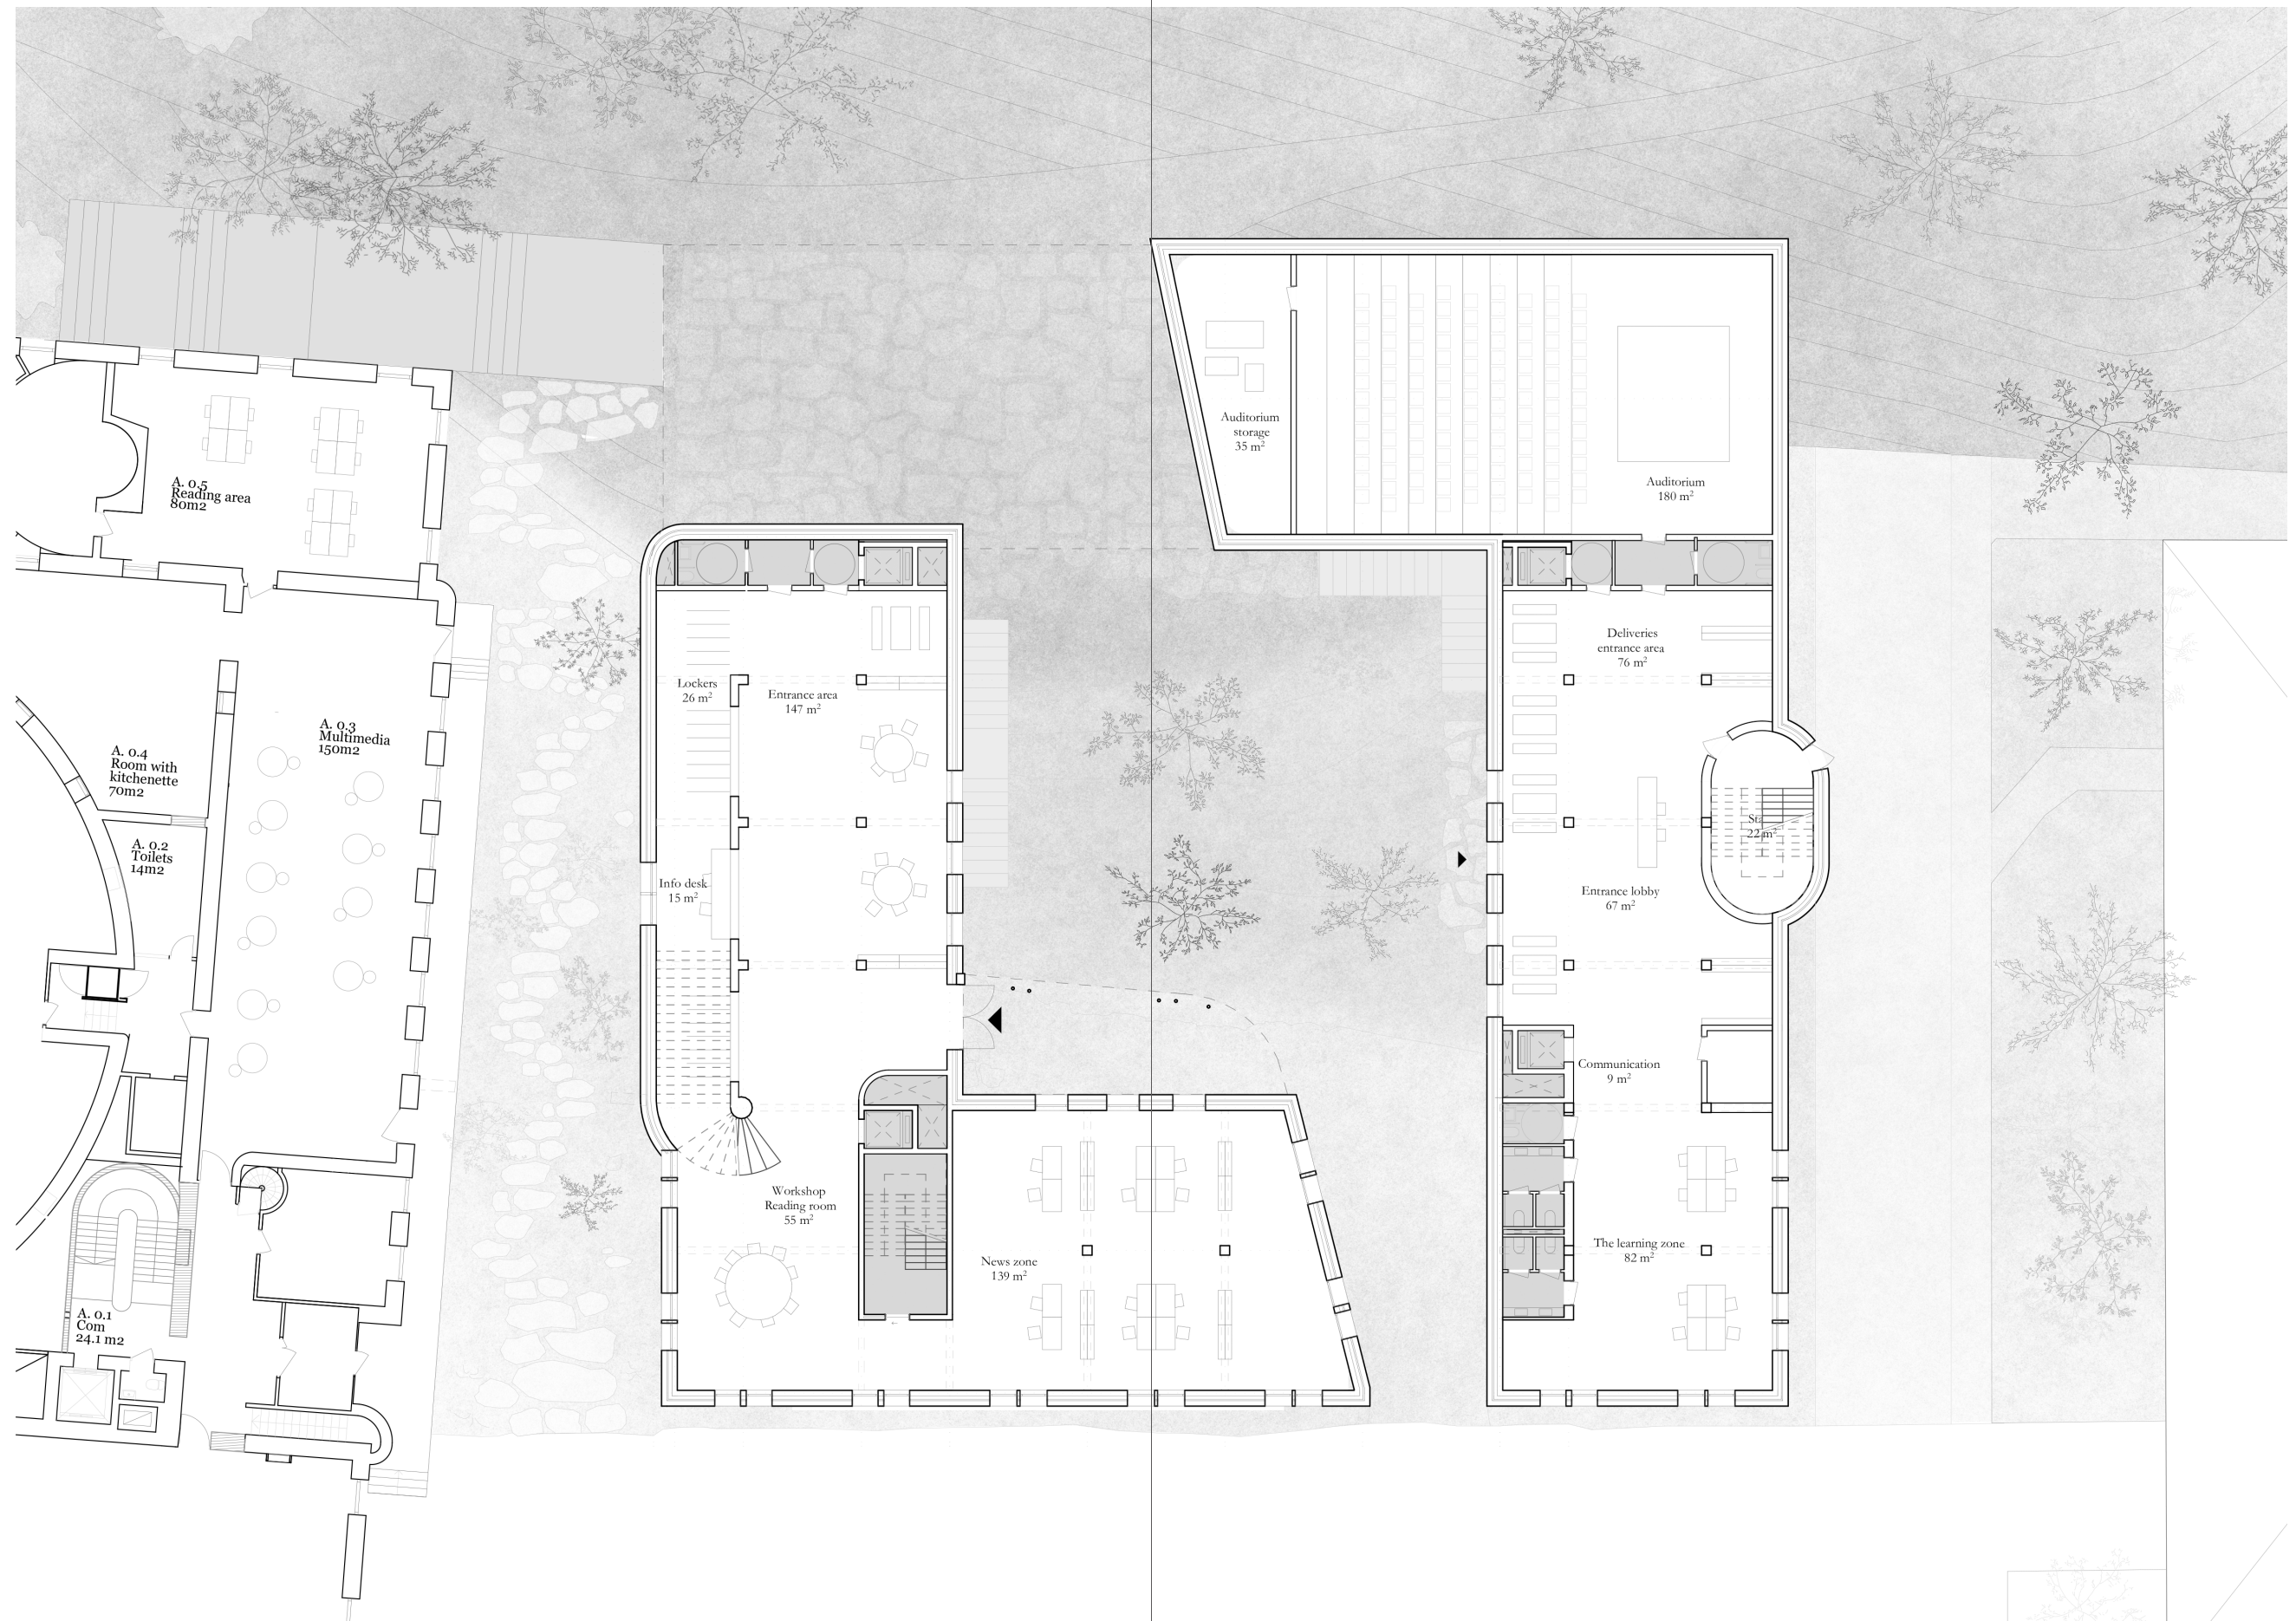 Auditorium
storage
35 m²
Auditorium
180 m²
A. 0.5
Reading area
80m2
Deliveries
entrance area
76 m²
Lockers
26 m²
Entrance area
147 m²
A. 0.3
Multimedia
150m2
A. 0.4
Room with
kitchenette
70m2
A. 0.2
Toilets
14m2
22 m²
Info desk
15 m²
Entrance lobby
67 m²
Communication
9 m²
Workshop
Reading room
55 m²
News zone
139 m²
The learning zone
82 m²
A. 0.1
Com
24.1 m2